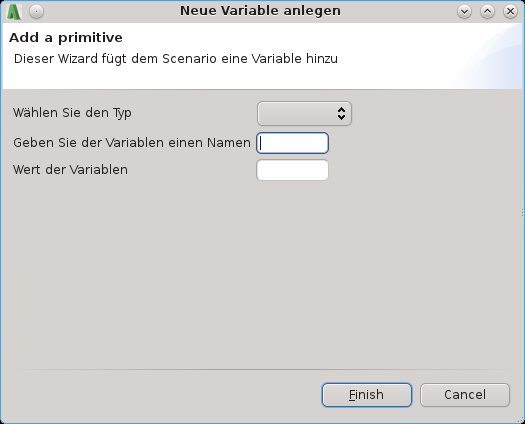 Neue Variable anlegen
Add a primitive
Dieser Wizard fügt dem Scenario eine Variable hinzu
Wählen Sie den Typ
Geben Sie der Variablen einen Namen
Wert der Variablen
Finish
Cancel